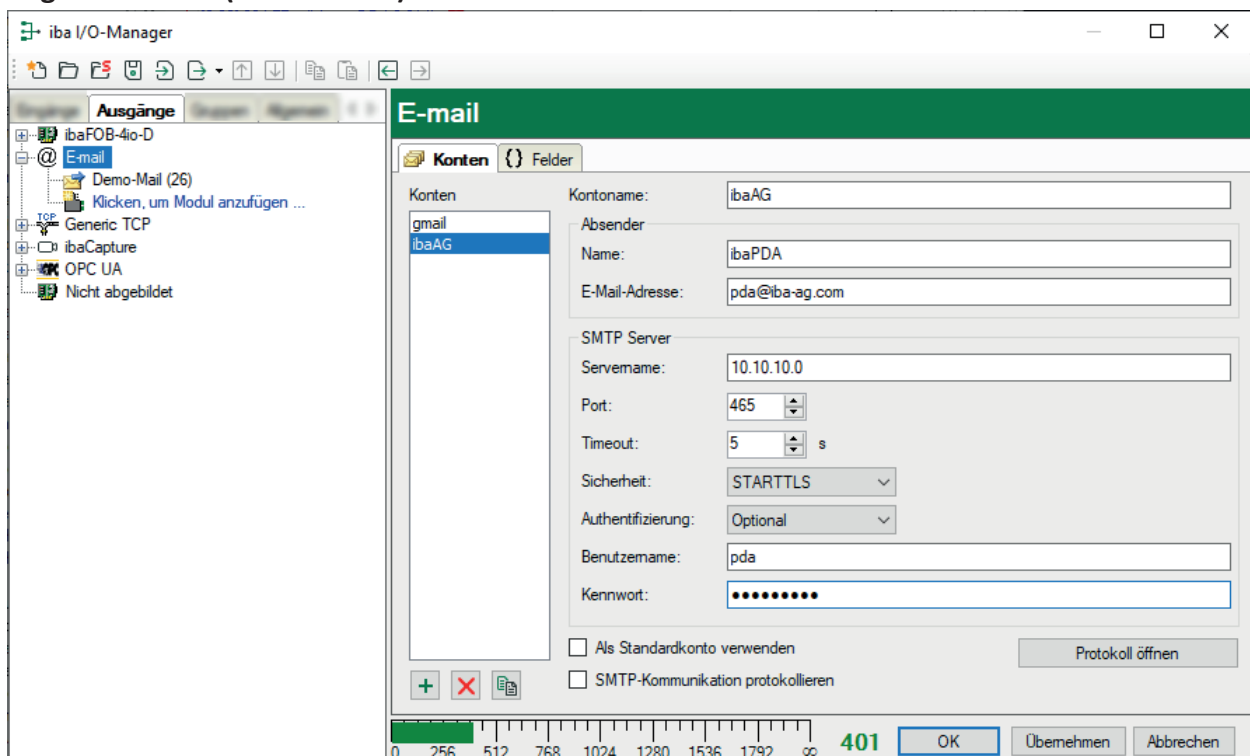 iba I/O-Manager
Ausgänge
ibaFOB-4io-D
E-mail
Demo-Mail (26)
Klicken, um Modul anzufügen ...
TCP Generic TCP
ibaCapture
OPC UA
Nicht abgebildet
E-mail
Konten {} Felder
Konten
gmail
ibaAG
Kontoname: ibaAG
Absender
Name: ibaPDA
E-Mail-Adresse: pda@iba-ag.com
SMTP Server
Servername: 10.10.10.0
Port: 465
Timeout: 5 s
Sicherheit: STARTTLS
Authentifizierung: Optional
Benutzername: pda
Kennwort: ●●●●●●●●●
Als Standardkonto verwenden
Protokoll öffnen
SMTP-Kommunikation protokollieren
0 256 512 768 1024 1280 1536 1792 ∞ 401 OK Übernehmen Abbrechen